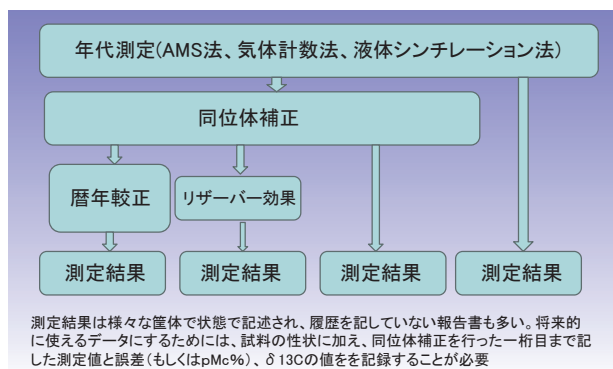 年代測定(AMS法、気体計数法、液体シンチレーション法)
同位体補正
暦年較正
リザーバー効果
測定結果
測定結果
測定結果
測定結果
測定結果は様々な筐体で状態で記述され、履歴を記していない報告書も多い。将来的
に使えるデータにするためには、試料の性状に加え、同位体補正を行った一桁目まで記
した測定値と誤差(もしくはpMc%)、δ13Cの値をを記録することが必要